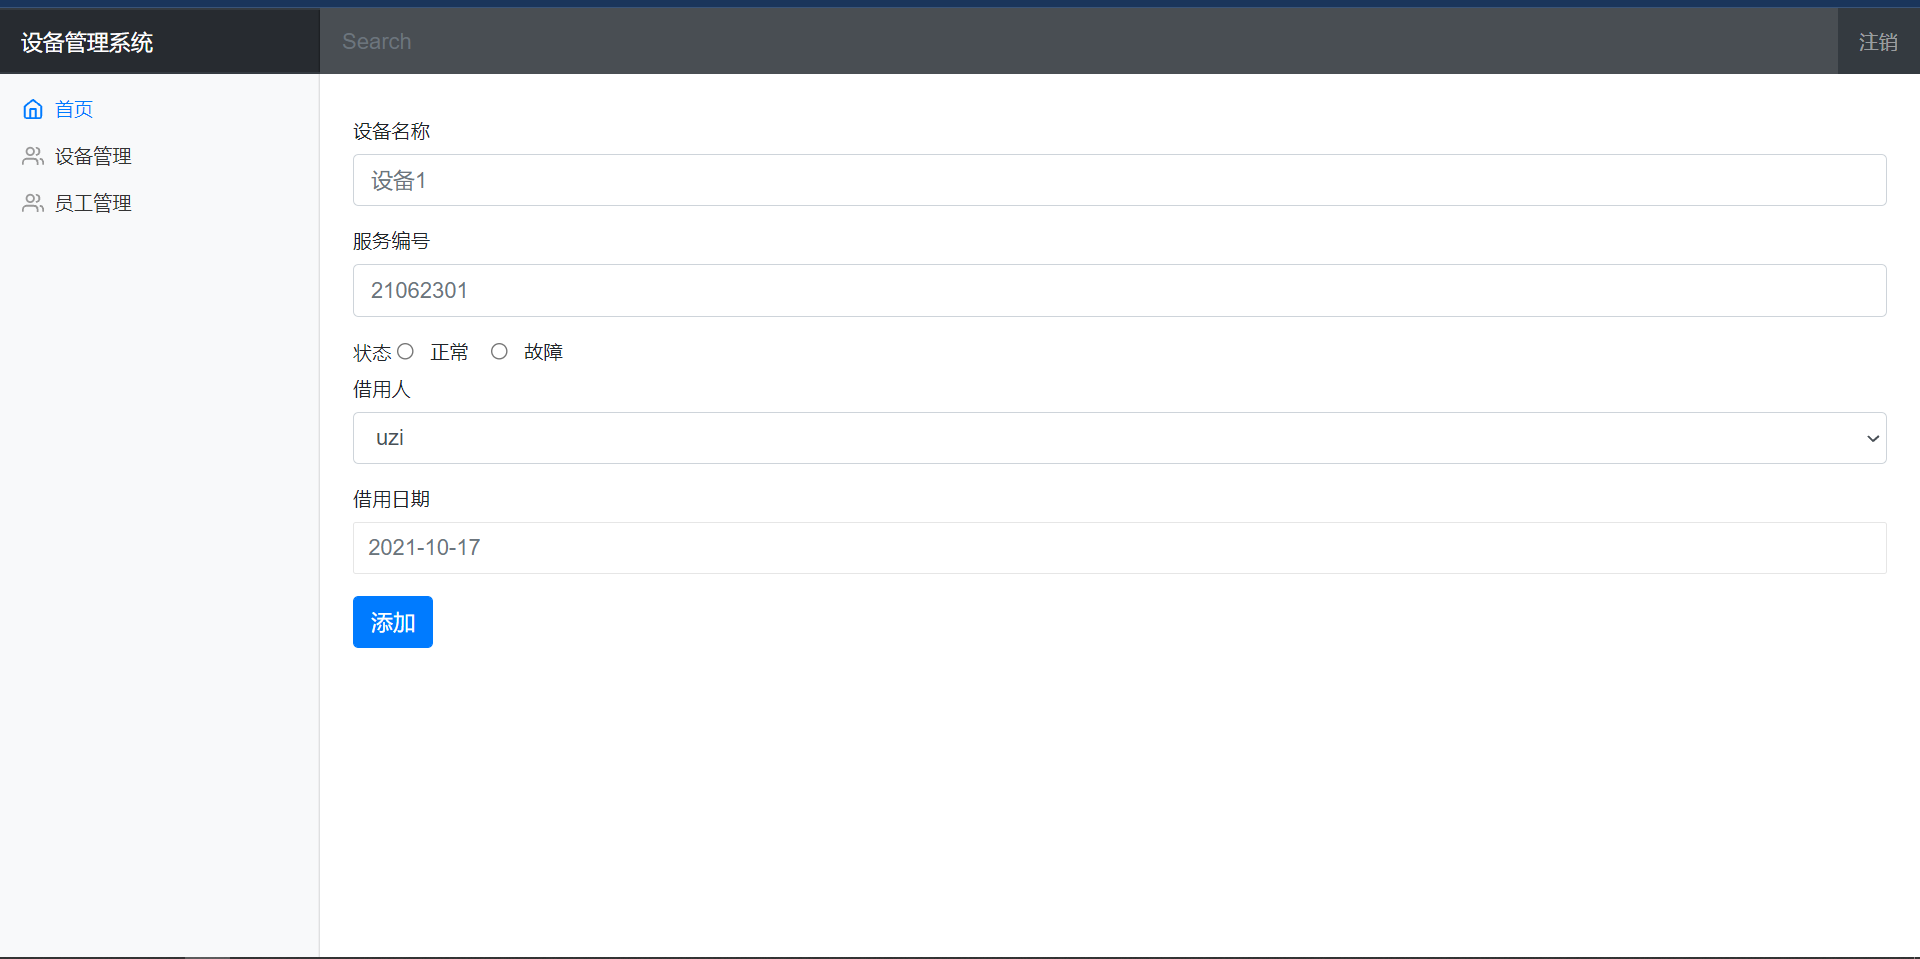 设备管理系统
Search
注销
首页
设备管理
员工管理
设备名称
设备1
服务编号
21062301
状态 正常 故障
借用人
uzi
借用日期
2021-10-17
添加